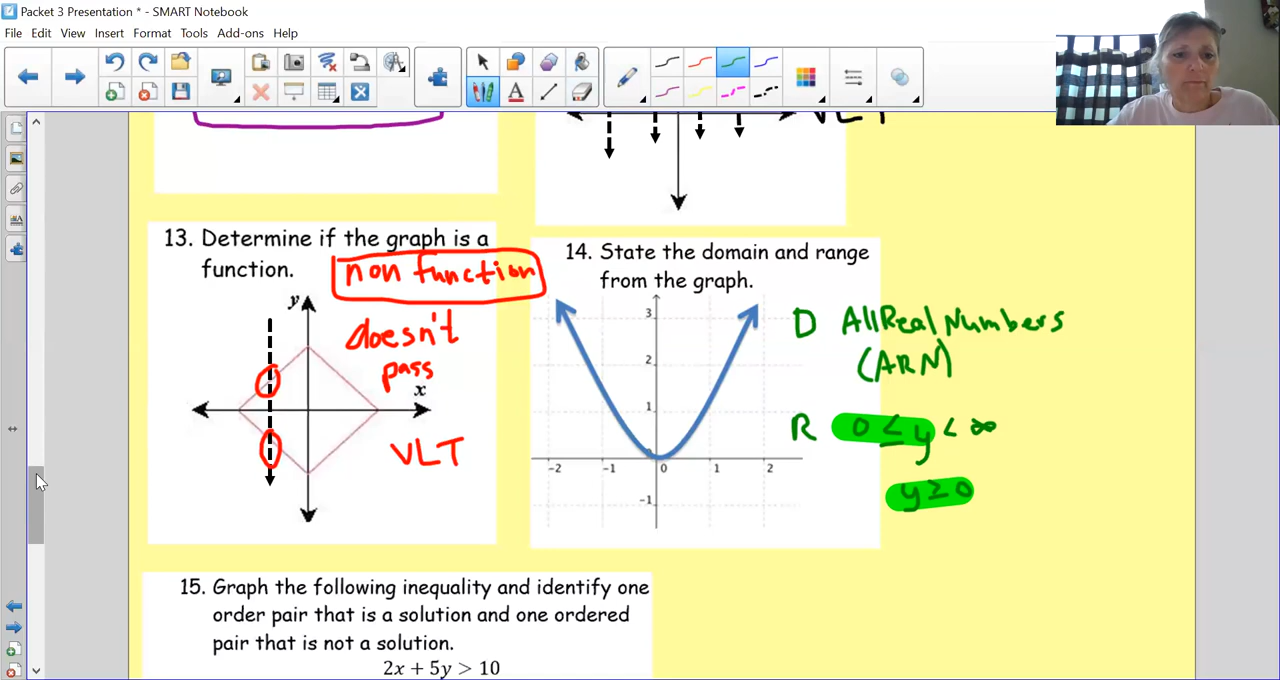 Packet 3 Presentation * - SMART Notebook
File Edit View Insert Format Tools Add-ons Help
VLT
13. Determine if the graph is a
function.
non function
y
doesn't
pass
x
VLT
14. State the domain and range
from the graph.
3
2
1
0
-2 -1 0 1 2
-1
D All Real Numbers
(ARN)
R 0 ≤ y < ∞
y ≥ 0
15. Graph the following inequality and identify one
order pair that is a solution and one ordered
pair that is not a solution.
2x + 5y > 10